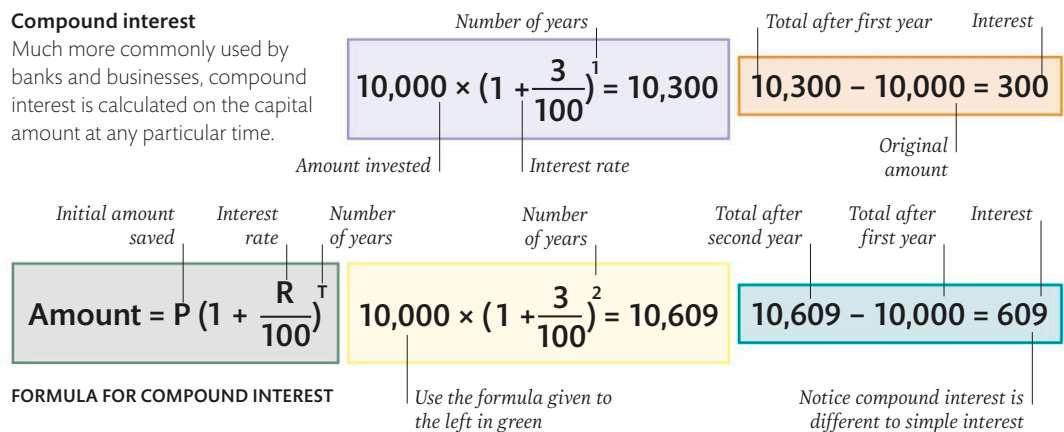 Compound interest
Much more commonly used by
banks and businesses, compound
interest is calculated on the capital
amount at any particular time.
Number of years
10,000 × (1 + 3/100)¹ = 10,300
Amount invested
Interest rate
Total after first year
Interest
10,300 – 10,000 = 300
Original
amount
Initial amount
saved
Interest
rate
Number
of years
Amount = P (1 + R/100)ᵀ
FORMULA FOR COMPOUND INTEREST
Number
of years
10,000 × (1 + 3/100)² = 10,609
Use the formula given to
the left in green
Total after
second year
Total after
first year
Interest
10,609 – 10,000 = 609
Notice compound interest is
different to simple interest